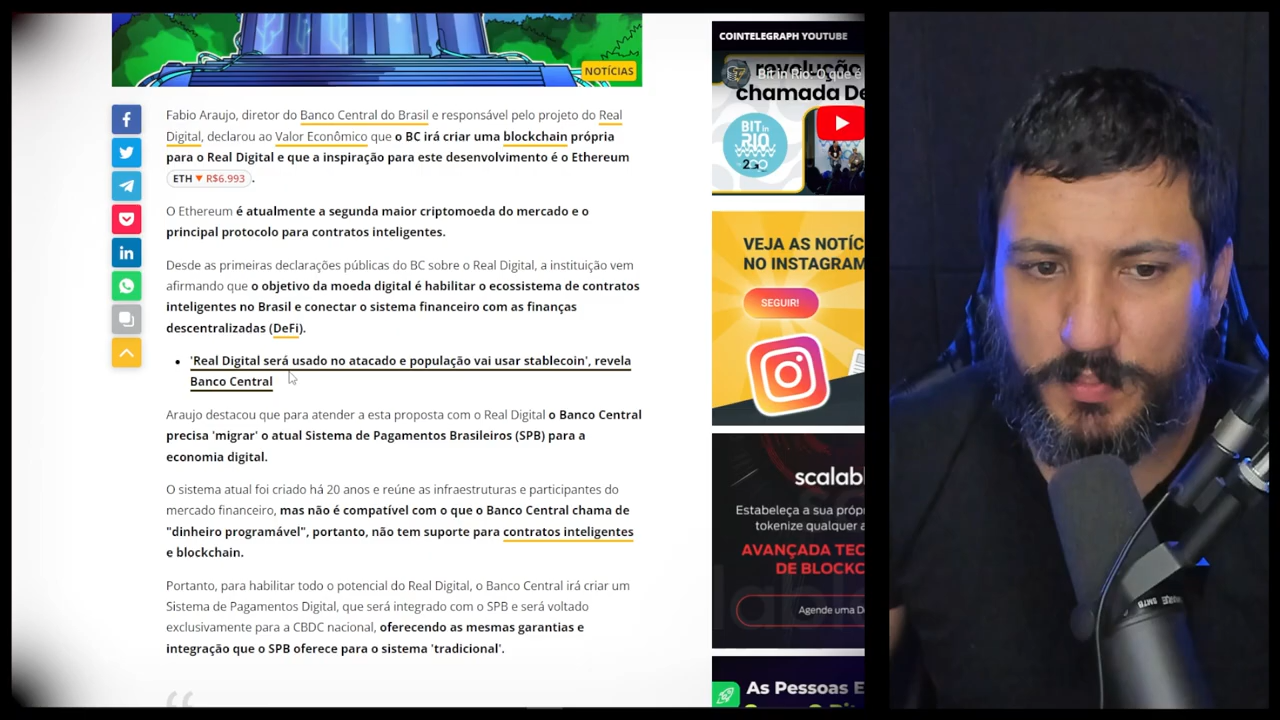 NOTÍCIAS
Fabio Araujo, diretor do Banco Central do Brasil e responsável pelo projeto do Real
Digital, declarou ao Valor Econômico que o BC irá criar uma blockchain própria
para o Real Digital e que a inspiração para este desenvolvimento é o Ethereum
ETH ▼ R$6.993 .
O Ethereum é atualmente a segunda maior criptomoeda do mercado e o
principal protocolo para contratos inteligentes.
Desde as primeiras declarações públicas do BC sobre o Real Digital, a instituição vem
afirmando que o objetivo da moeda digital é habilitar o ecossistema de contratos
inteligentes no Brasil e conectar o sistema financeiro com as finanças
descentralizadas (DeFi).
• 'Real Digital será usado no atacado e população vai usar stablecoin', revela
Banco Central
Araujo destacou que para atender a esta proposta com o Real Digital o Banco Central
precisa 'migrar' o atual Sistema de Pagamentos Brasileiros (SPB) para a
economia digital.
O sistema atual foi criado há 20 anos e reúne as infraestruturas e participantes do
mercado financeiro, mas não é compatível com o que o Banco Central chama de
"dinheiro programável", portanto, não tem suporte para contratos inteligentes
e blockchain.
Portanto, para habilitar todo o potencial do Real Digital, o Banco Central irá criar um
Sistema de Pagamentos Digital, que será integrado com o SPB e será voltado
exclusivamente para a CBDC nacional, oferecendo as mesmas garantias e
integração que o SPB oferece para o sistema 'tradicional'.
COINTELEGRAPH YOUTUBE
Bit in Rio: O que é
a revolução
chamada De
BIT in
RIO
VEJA AS NOTÍC
NO INSTAGRAM
SEGUIR!
scalabl
Estabeleça a sua própr
tokenize qualquer a
AVANÇADA TEC
DE BLOCKC
Agende uma D
As Pessoas E
SM7B